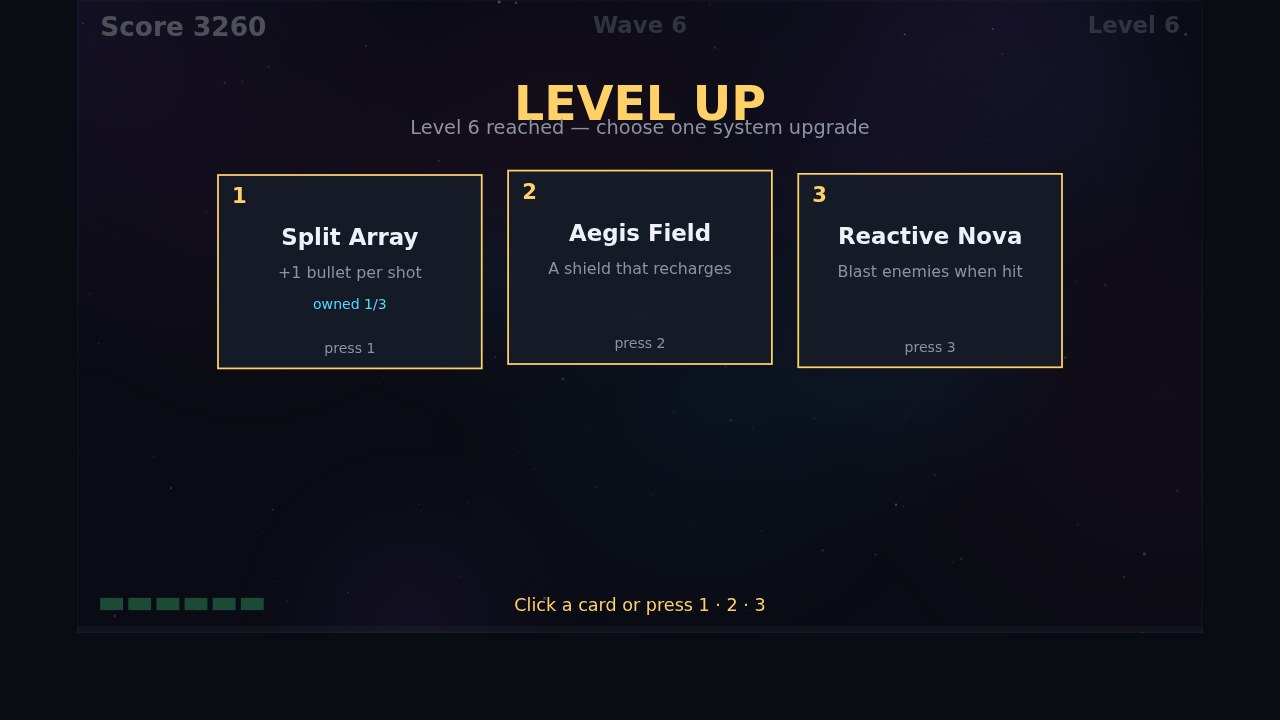 Score 3260
Wave 6
Level 6
LEVEL UP
Level 6 reached — choose one system upgrade
1
Split Array
+1 bullet per shot
owned 1/3
press 1
2
Aegis Field
A shield that recharges
press 2
3
Reactive Nova
Blast enemies when hit
press 3
Click a card or press 1 · 2 · 3